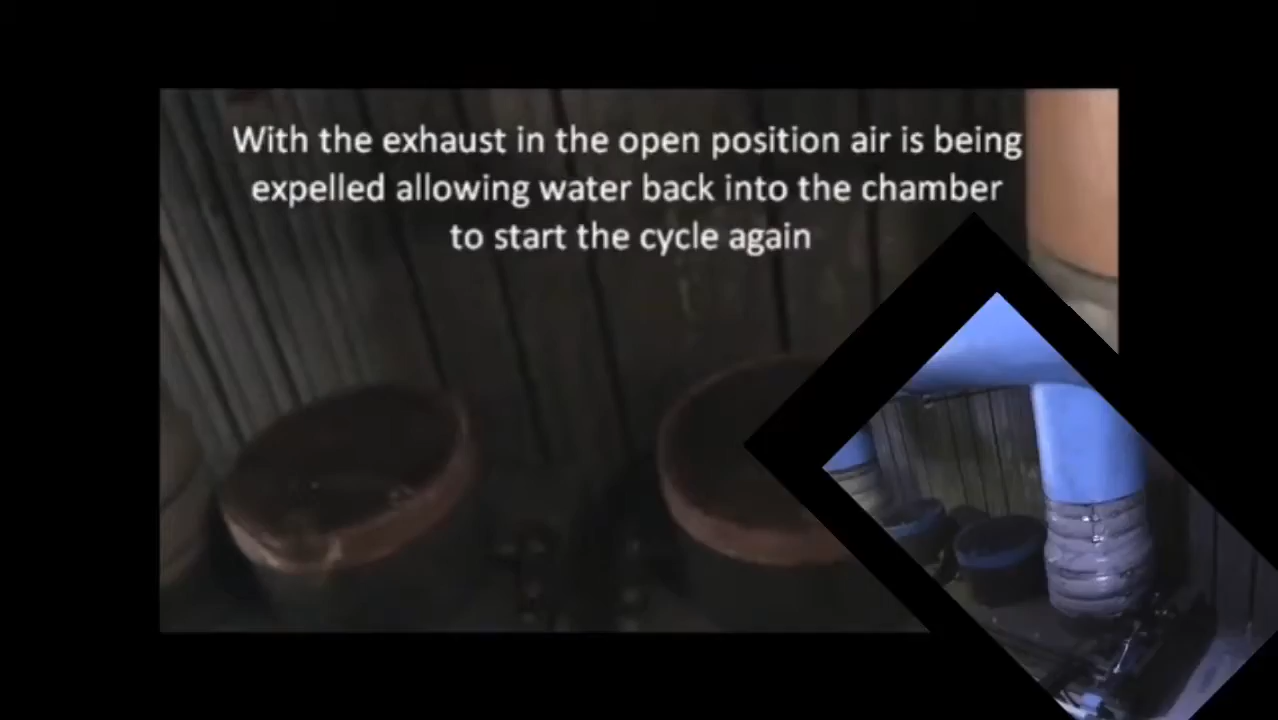 With the exhaust in the open position air is being
expelled allowing water back into the chamber
to start the cycle again